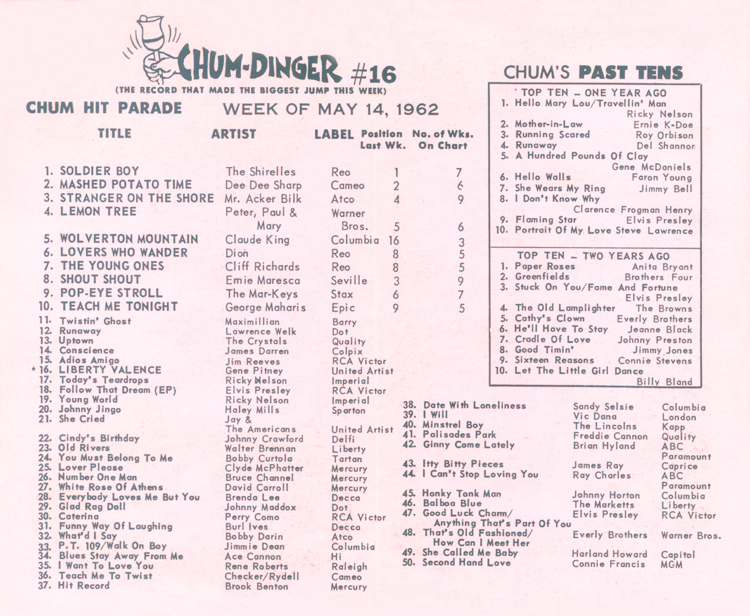 CHUM-DINGER #16
(THE RECORD THAT MADE THE BIGGEST JUMP THIS WEEK)
CHUM HIT PARADE WEEK OF MAY 14, 1962
TITLE ARTIST LABEL Position Last Wk. No. of Wks. On Chart
1. SOLDIER BOY The Shirelles Reo 1 7
2. MASHED POTATO TIME Dee Dee Sharp Cameo 2 6
3. STRANGER ON THE SHORE Mr. Acker Bilk Atco 4 9
4. LEMON TREE Peter, Paul & Warner
Mary Bros. 5 6
5. WOLVERTON MOUNTAIN Claude King Columbia 16 3
6. LOVERS WHO WANDER Dion Reo 8 5
7. THE YOUNG ONES Cliff Richards Reo 8 5
8. SHOUT SHOUT Ernie Maresca Seville 3 9
9. POP-EYE STROLL The Mar-Keys Stax 6 7
10. TEACH ME TONIGHT George Maharis Epic 9 5
11. Twistin' Ghost Maximillian Barry
12. Runaway Lawrence Welk Dot
13. Uptown The Crystals Quality
14. Conscience James Darren Colpix
15. Adios Amigo Jim Reeves RCA Victor
*16. LIBERTY VALENCE Gene Pitney United Artist
17. Today's Teardrops Ricky Nelson Imperial
18. Follow That Dream (EP) Elvis Presley RCA Victor
19. Young World Ricky Nelson Imperial
20. Johnny Jingo Haley Mills Sparton
21. She Cried Jay &
The Americans United Artist
22. Cindy's Birthday Johnny Crawford Delfi
23. Old Rivers Walter Brennan Liberty
24. You Must Belong To Me Bobby Curtola Tartan
25. Lover Please Clyde McPhatter Mercury
26. Number One Man Bruce Channel Mercury
27. White Rose Of Athens David Carroll Mercury
28. Everybody Loves Me But You Brenda Lee Decca
29. Glad Rag Doll Johnny Maddox Dot
30. Caterina Perry Como RCA Victor
31. Funny Way Of Laughing Burl Ives Decca
32. What'd I Say Bobby Darin Atco
33. P.T. 109/Walk On Boy Jimmie Dean Columbia
34. Blues Stay Away From Me Ace Cannon Hi
35. I Want To Love You Rene Roberts Raleigh
36. Teach Me To Twist Checker/Rydell Cameo
37. Hit Record Brook Benton Mercury
CHUM'S PAST TENS
TOP TEN – ONE YEAR AGO
1. Hello Mary Lou/Travellin' Man
Ricky Nelson
2. Mother-in-Law Ernie K-Doe
3. Running Scared Roy Orbison
4. Runaway Del Shannon
5. A Hundred Pounds Of Clay
Gene McDaniels
6. Hello Walls Faron Young
7. She Wears My Ring Jimmy Bell
8. I Don't Know Why
Clarence Frogman Henry
9. Flaming Star Elvis Presley
10. Portrait Of My Love Steve Lawrence
TOP TEN – TWO YEARS AGO
1. Paper Roses Anita Bryant
2. Greenfields Brothers Four
3. Stuck On You/Fame And Fortune
Elvis Presley
4. The Old Lamplighter The Browns
5. Cathy's Clown Everly Brothers
6. He'll Have To Stay Jeanne Black
7. Cradle Of Love Johnny Preston
8. Good Timin' Jimmy Jones
9. Sixteen Reasons Connie Stevens
10. Let The Little Girl Dance
Billy Bland
38. Date With Loneliness Sandy Selsie Columbia
39. I Will Vic Dana London
40. Minstrel Boy The Lincolns Kapp
41. Palisades Park Freddie Cannon Quality
42. Ginny Come Lately Brian Hyland ABC
Paramount
43. Itty Bitty Pieces James Ray Caprice
44. I Can't Stop Loving You Ray Charles ABC
Paramount
45. Honky Tonk Man Johnny Horton Columbia
46. Balboa Blue The Marketts Liberty
47. Good Luck Charm/ Elvis Presley RCA Victor
Anything That's Part Of You
48. That's Old Fashioned/ Everly Brothers Warner Bros.
How Can I Meet Her
49. She Called Me Baby Harland Howard Capitol
50. Second Hand Love Connie Francis MGM